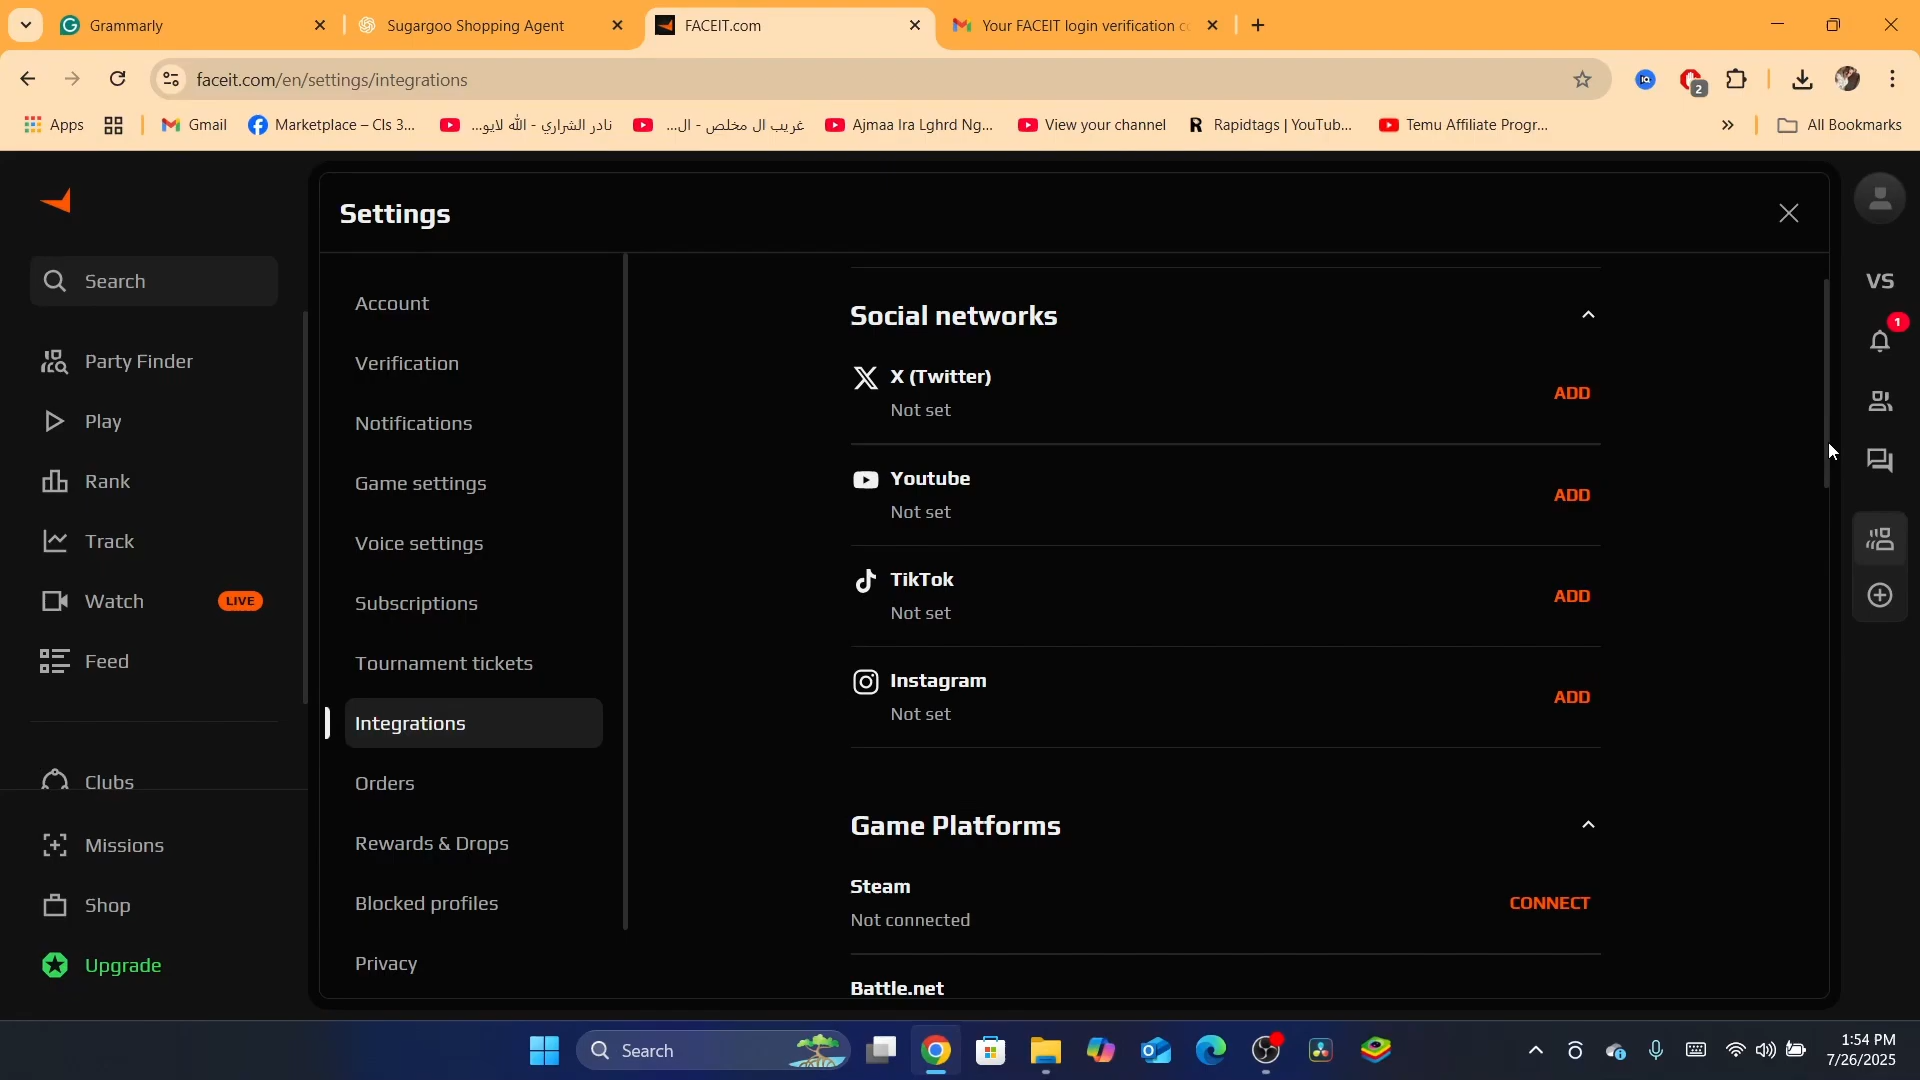 Grammarly
Sugargoo Shopping Agent
FACEIT.com
Your FACEIT login verification co
faceit.com/en/settings/integrations
2
Apps
Gmail
Marketplace – Cls 3...
نادر الشراري - الله لايو...
غريب ال مخلص - ال...
Ajmaa Ira Lghrd Ng...
View your channel
Rapidtags | YouTub...
Temu Affiliate Progr...
All Bookmarks
Settings
Search
Party Finder
Play
Rank
Track
Watch
LIVE
Feed
Clubs
Missions
Shop
Upgrade
Account
Verification
Notifications
Game settings
Voice settings
Subscriptions
Tournament tickets
Integrations
Orders
Rewards & Drops
Blocked profiles
Privacy
Social networks
X (Twitter)
Not set
ADD
Youtube
Not set
ADD
TikTok
Not set
ADD
Instagram
Not set
ADD
Game Platforms
Steam
Not connected
CONNECT
Battle.net
VS
1
Search
1:54 PM
7/26/2025